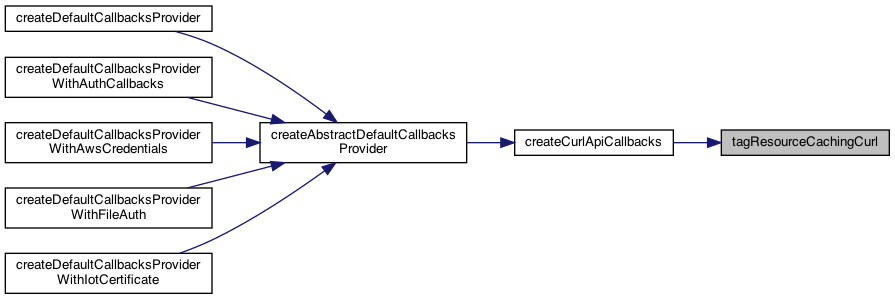 createDefaultCallbacksProvider
createDefaultCallbacksProvider
WithAuthCallbacks
createDefaultCallbacksProvider
WithAwsCredentials
createDefaultCallbacksProvider
WithFileAuth
createDefaultCallbacksProvider
WithIotCertificate
createAbstractDefaultCallbacks
Provider
createCurlApiCallbacks
tagResourceCachingCurl